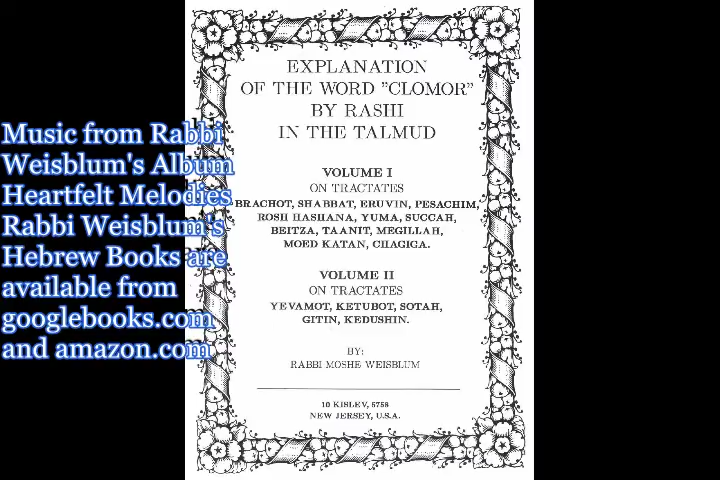 Music from Rabbi
Weisblum's Album
Heartfelt Melodies
Rabbi Weisblum's
Hebrew Books are
available from
googlebooks.com
and amazon.com
EXPLANATION
OF THE WORD "CLOMOR"
BY RASHI
IN THE TALMUD
VOLUME I
ON TRACTATES
BRACHOT, SHABBAT, ERUVIN, PESACHIM,
ROSH HASHANA, YUMA, SUCCAH,
BEITZA, TAANIT, MEGILLAH,
MOED KATAN, CHAGIGA.
VOLUME II
ON TRACTATES
YEVAMOT, KETUBOT, SOTAH,
GITIN, KEDUSHIN.
BY:
RABBI MOSHE WEISBLUM
10 KISLEV, 5758
NEW JERSEY, U.S.A.